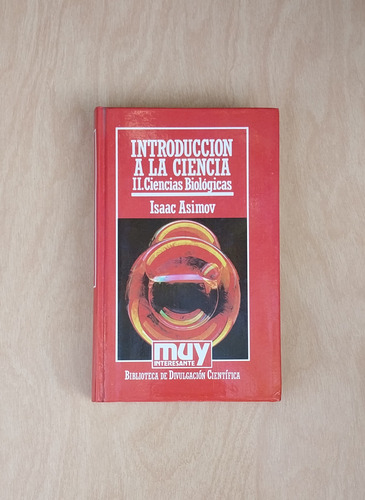 INTRODUCCION
A LA CIENCIA
II.Ciencias Biológicas
Isaac Asimov
muy
INTERESANTE
BIBLIOTECA DE DIVULGACIÓN CIENTÍFICA